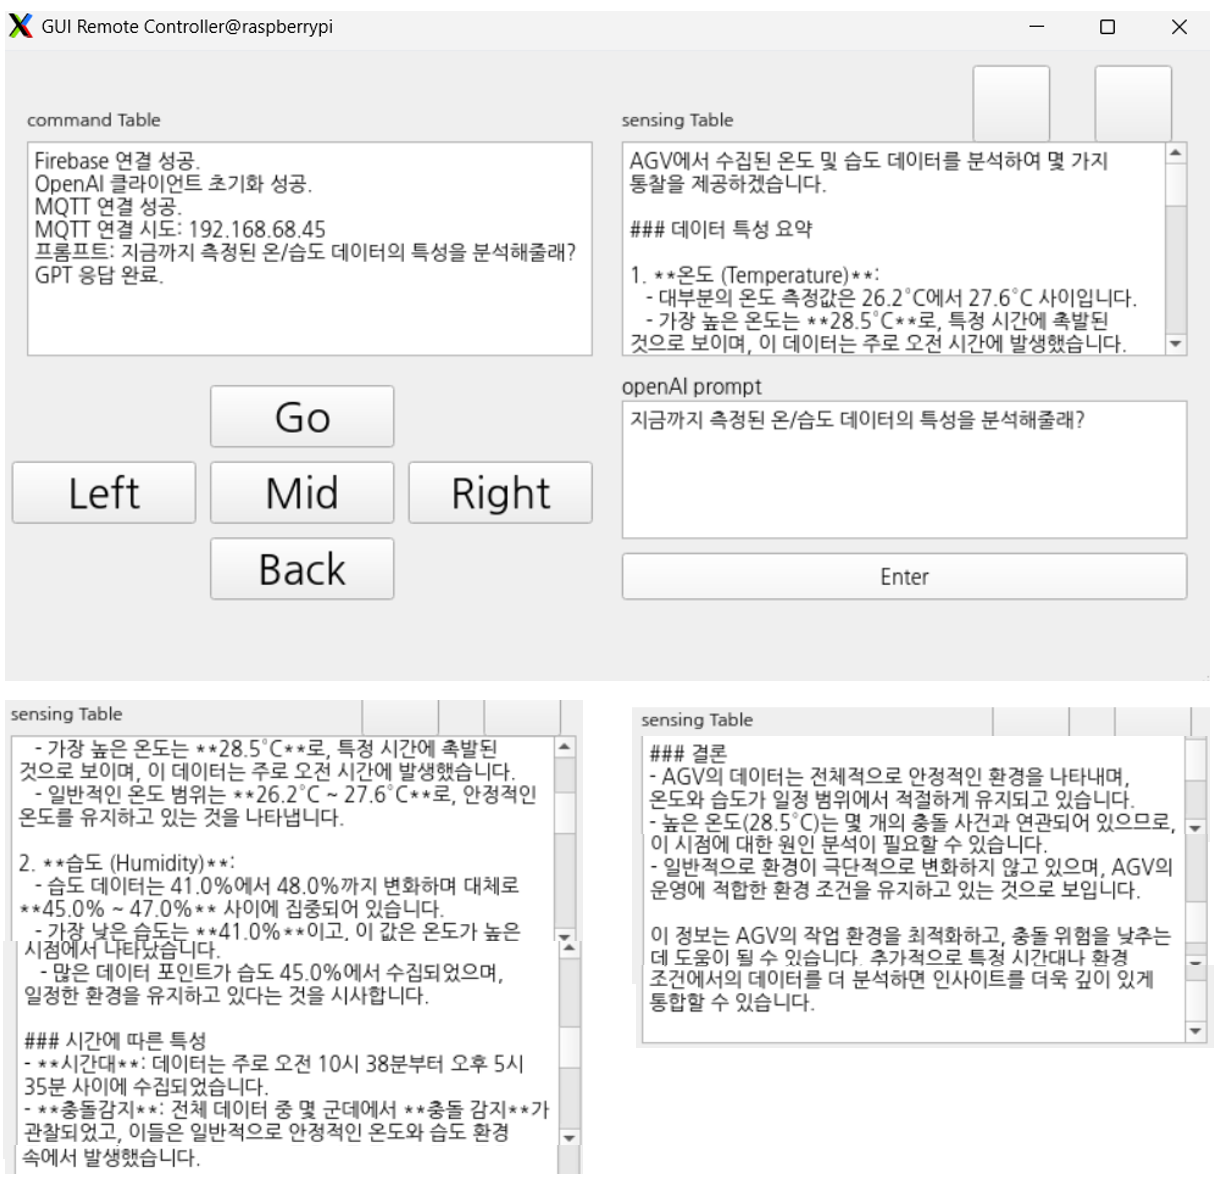 GUI Remote Controller@raspberrypi
command Table
Firebase 연결 성공.
OpenAI 클라이언트 초기화 성공.
MQTT 연결 성공.
MQTT 연결 시도: 192.168.68.45
프롬프트: 지금까지 측정된 온/습도 데이터의 특성을 분석해줄래?
GPT 응답 완료.
Go
Left
Mid
Right
Back
sensing Table
AGV에서 수집된 온도 및 습도 데이터를 분석하여 몇 가지
통찰을 제공하겠습니다.
### 데이터 특성 요약
1. **온도 (Temperature)**:
- 대부분의 온도 측정값은 26.2°C에서 27.6°C 사이입니다.
- 가장 높은 온도는 **28.5°C**로, 특정 시간에 촉발된
것으로 보이며, 이 데이터는 주로 오전 시간에 발생했습니다.
openAI prompt
지금까지 측정된 온/습도 데이터의 특성을 분석해줄래?
Enter
sensing Table
- 가장 높은 온도는 **28.5°C**로, 특정 시간에 촉발된
것으로 보이며, 이 데이터는 주로 오전 시간에 발생했습니다.
- 일반적인 온도 범위는 **26.2°C ~ 27.6°C**로, 안정적인
온도를 유지하고 있는 것을 나타냅니다.
2. **습도 (Humidity)**:
- 습도 데이터는 41.0%에서 48.0%까지 변화하며 대체로
**45.0% ~ 47.0%** 사이에 집중되어 있습니다.
- 가장 낮은 습도는 **41.0%**이고, 이 값은 온도가 높은
시점에서 나타났습니다.
- 많은 데이터 포인트가 습도 45.0%에서 수집되었으며,
일정한 환경을 유지하고 있다는 것을 시사합니다.
### 시간에 따른 특성
- **시간대**: 데이터는 주로 오전 10시 38분부터 오후 5시
35분 사이에 수집되었습니다.
- **충돌감지**: 전체 데이터 중 몇 군데에서 **충돌 감지**가
관찰되었고, 이들은 일반적으로 안정적인 온도와 습도 환경
속에서 발생했습니다.
sensing Table
### 결론
- AGV의 데이터는 전체적으로 안정적인 환경을 나타내며,
온도와 습도가 일정 범위에서 적절하게 유지되고 있습니다.
- 높은 온도(28.5°C)는 몇 개의 충돌 사건과 연관되어 있으므로,
이 시점에 대한 원인 분석이 필요할 수 있습니다.
- 일반적으로 환경이 극단적으로 변화하지 않고 있으며, AGV의
운영에 적합한 환경 조건을 유지하고 있는 것으로 보입니다.
이 정보는 AGV의 작업 환경을 최적화하고, 충돌 위험을 낮추는
데 도움이 될 수 있습니다. 추가적으로 특정 시간대나 환경
조건에서의 데이터를 더 분석하면 인사이트를 더욱 깊이 있게
통합할 수 있습니다.